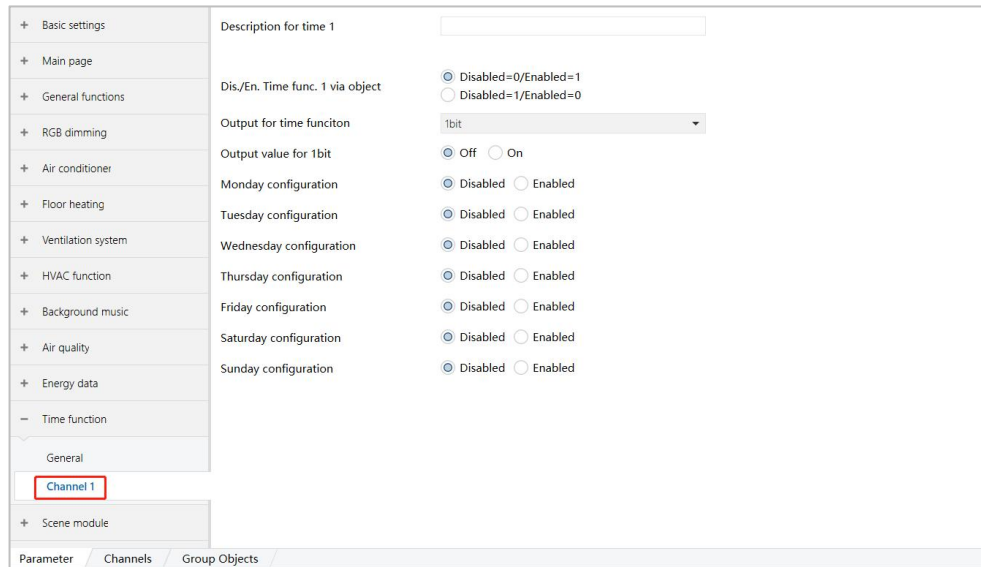 Basic settings
Main page
General functions
RGB dimming
Air conditioner
Floor heating
Ventilation system
HVAC function
Background music
Air quality
Energy data
Time function
General
Channel 1
Scene module
Description for time 1
Dis./En. Time func. 1 via object
Disabled=0/Enabled=1
Disabled=1/Enabled=0
Output for time funciton
1bit
Output value for 1bit
Off On
Monday configuration
Disabled Enabled
Tuesday configuration
Disabled Enabled
Wednesday configuration
Disabled Enabled
Thursday configuration
Disabled Enabled
Friday configuration
Disabled Enabled
Saturday configuration
Disabled Enabled
Sunday configuration
Disabled Enabled
Parameter Channels Group Objects